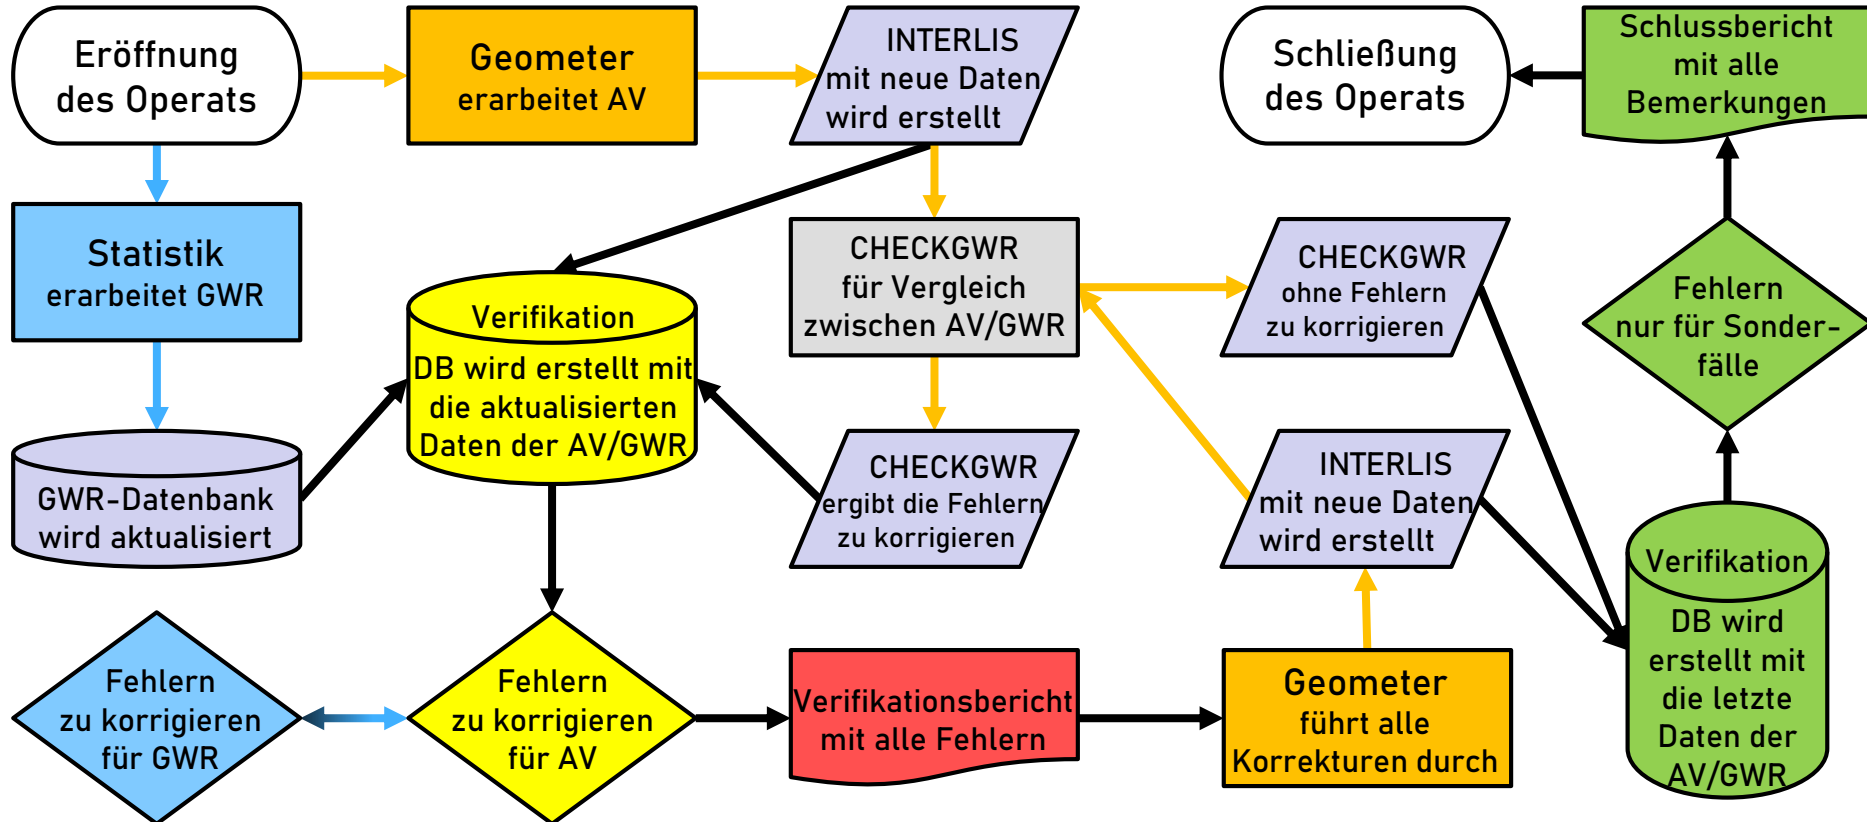 Eröffnung
des Operats
Geometer
erarbeitet AV
INTERLIS
mit neue Daten
wird erstellt
Schließung
des Operats
Schlussbericht
mit alle
Bemerkungen
Statistik
erarbeitet GWR
Verifikation
DB wird erstellt mit
die aktualisierten
Daten der AV/GWR
CHECKGWR
für Vergleich
zwischen AV/GWR
CHECKGWR
ohne Fehlern
zu korrigieren
Fehlern
nur für Sonder-
fälle
GWR-Datenbank
wird aktualisiert
CHECKGWR
ergibt die Fehlern
zu korrigieren
INTERLIS
mit neue Daten
wird erstellt
Verifikation
DB wird
erstellt mit
die letzte
Daten der
AV/GWR
Fehlern
zu korrigieren
für GWR
Fehlern
zu korrigieren
für AV
Verifikationsbericht
mit alle Fehlern
Geometer
führt alle
Korrekturen durch